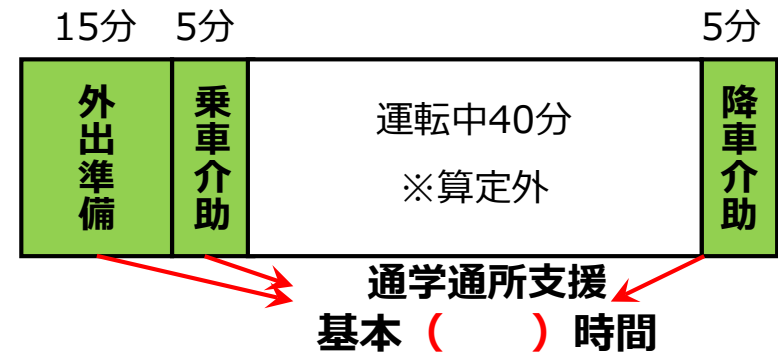 15分 5分 5分
外出準備
乗車介助
運転中40分
※算定外
降車介助
通学通所支援
基本（　　）時間